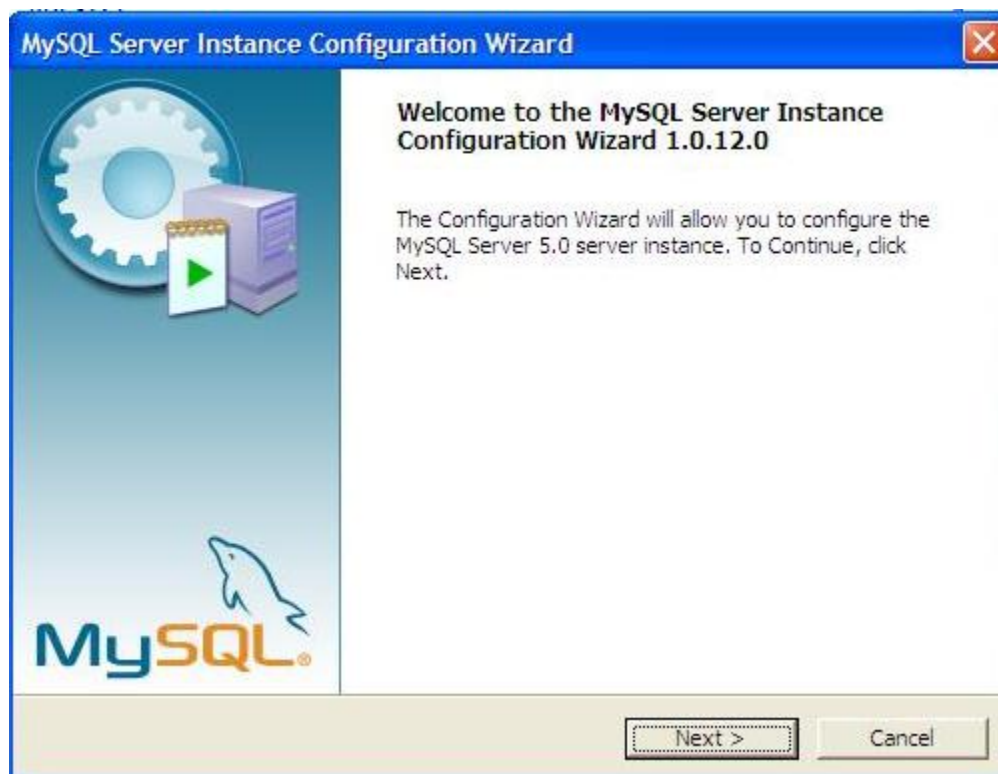 MySQL Server Instance Configuration Wizard
Welcome to the MySQL Server Instance
Configuration Wizard 1.0.12.0
The Configuration Wizard will allow you to configure the
MySQL Server 5.0 server instance. To Continue, click
Next.
MySQL®
Next >
Cancel